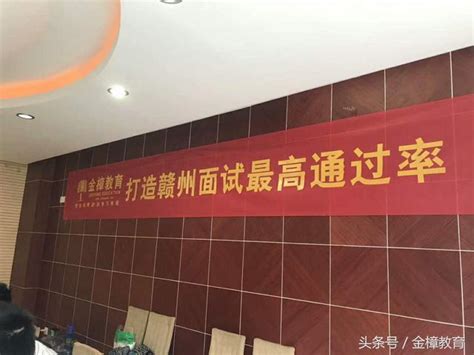 金樟教育
打造赣州面试最高通过率
头条号 / 金樟教育